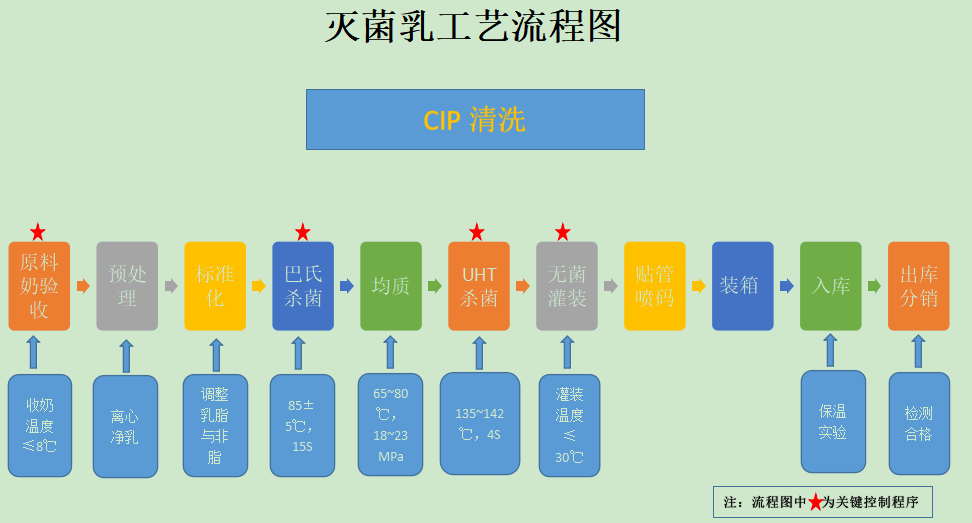 灭菌乳工艺流程图
CIP 清洗
原料
奶验
收
预处
理
标准
化
巴氏
杀菌
均质
UHT
杀菌
无菌
灌装
贴管
喷码
装箱
入库
出库
分销
收奶
温度
≤8℃
离心
净乳
调整
乳脂
与非
脂
85±
5℃，
15S
65~80
℃，
18~23
MPa
135~142
℃，4S
灌装
温度
≤
30℃
保温
实验
检测
合格
注：流程图中★为关键控制程序